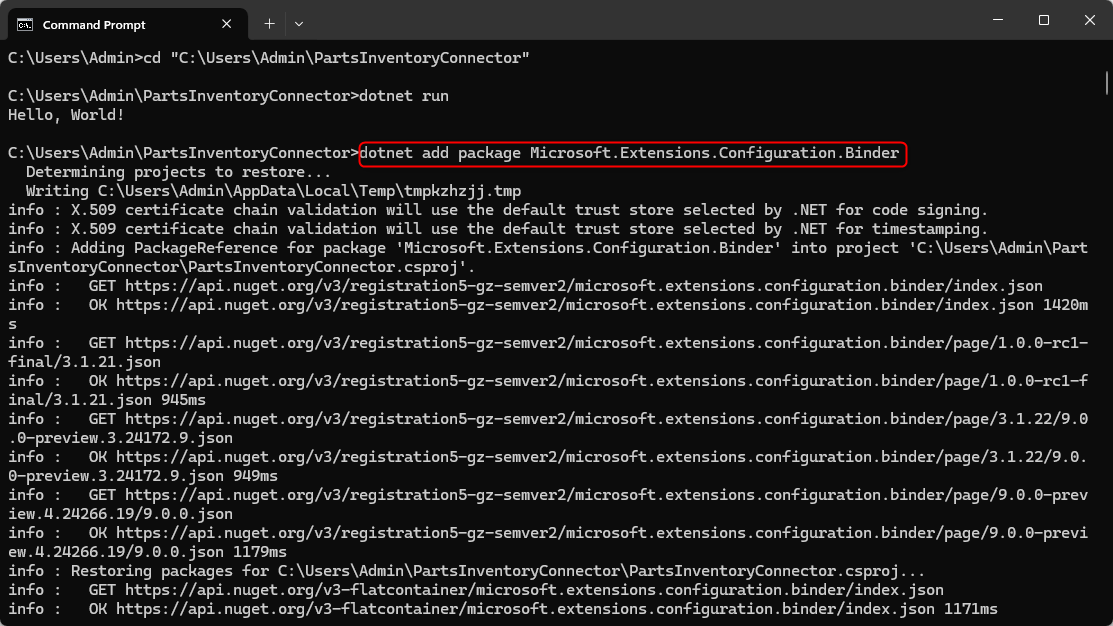 Command Prompt
C:\Users\Admin>cd "C:\Users\Admin\PartsInventoryConnector"
C:\Users\Admin\PartsInventoryConnector>dotnet run
Hello, World!
C:\Users\Admin\PartsInventoryConnector>dotnet add package Microsoft.Extensions.Configuration.Binder
  Determining projects to restore...
  Writing C:\Users\Admin\AppData\Local\Temp\tmpkzhzjj.tmp
info : X.509 certificate chain validation will use the default trust store selected by .NET for code signing.
info : X.509 certificate chain validation will use the default trust store selected by .NET for timestamping.
info : Adding PackageReference for package 'Microsoft.Extensions.Configuration.Binder' into project 'C:\Users\Admin\Part
sInventoryConnector\PartsInventoryConnector.csproj'.
info :   GET https://api.nuget.org/v3/registration5-gz-semver2/microsoft.extensions.configuration.binder/index.json
info :   OK https://api.nuget.org/v3/registration5-gz-semver2/microsoft.extensions.configuration.binder/index.json 1420m
s
info :   GET https://api.nuget.org/v3/registration5-gz-semver2/microsoft.extensions.configuration.binder/page/1.0.0-rc1-
final/3.1.21.json
info :   OK https://api.nuget.org/v3/registration5-gz-semver2/microsoft.extensions.configuration.binder/page/1.0.0-rc1-f
inal/3.1.21.json 945ms
info :   GET https://api.nuget.org/v3/registration5-gz-semver2/microsoft.extensions.configuration.binder/page/3.1.22/9.0
.0-preview.3.24172.9.json
info :   OK https://api.nuget.org/v3/registration5-gz-semver2/microsoft.extensions.configuration.binder/page/3.1.22/9.0.
0-preview.3.24172.9.json 949ms
info :   GET https://api.nuget.org/v3/registration5-gz-semver2/microsoft.extensions.configuration.binder/page/9.0.0-prev
iew.4.24266.19/9.0.0.json
info :   OK https://api.nuget.org/v3/registration5-gz-semver2/microsoft.extensions.configuration.binder/page/9.0.0-previ
ew.4.24266.19/9.0.0.json 1179ms
info : Restoring packages for C:\Users\Admin\PartsInventoryConnector\PartsInventoryConnector.csproj...
info :   GET https://api.nuget.org/v3-flatcontainer/microsoft.extensions.configuration.binder/index.json
info :   OK https://api.nuget.org/v3-flatcontainer/microsoft.extensions.configuration.binder/index.json 1171ms